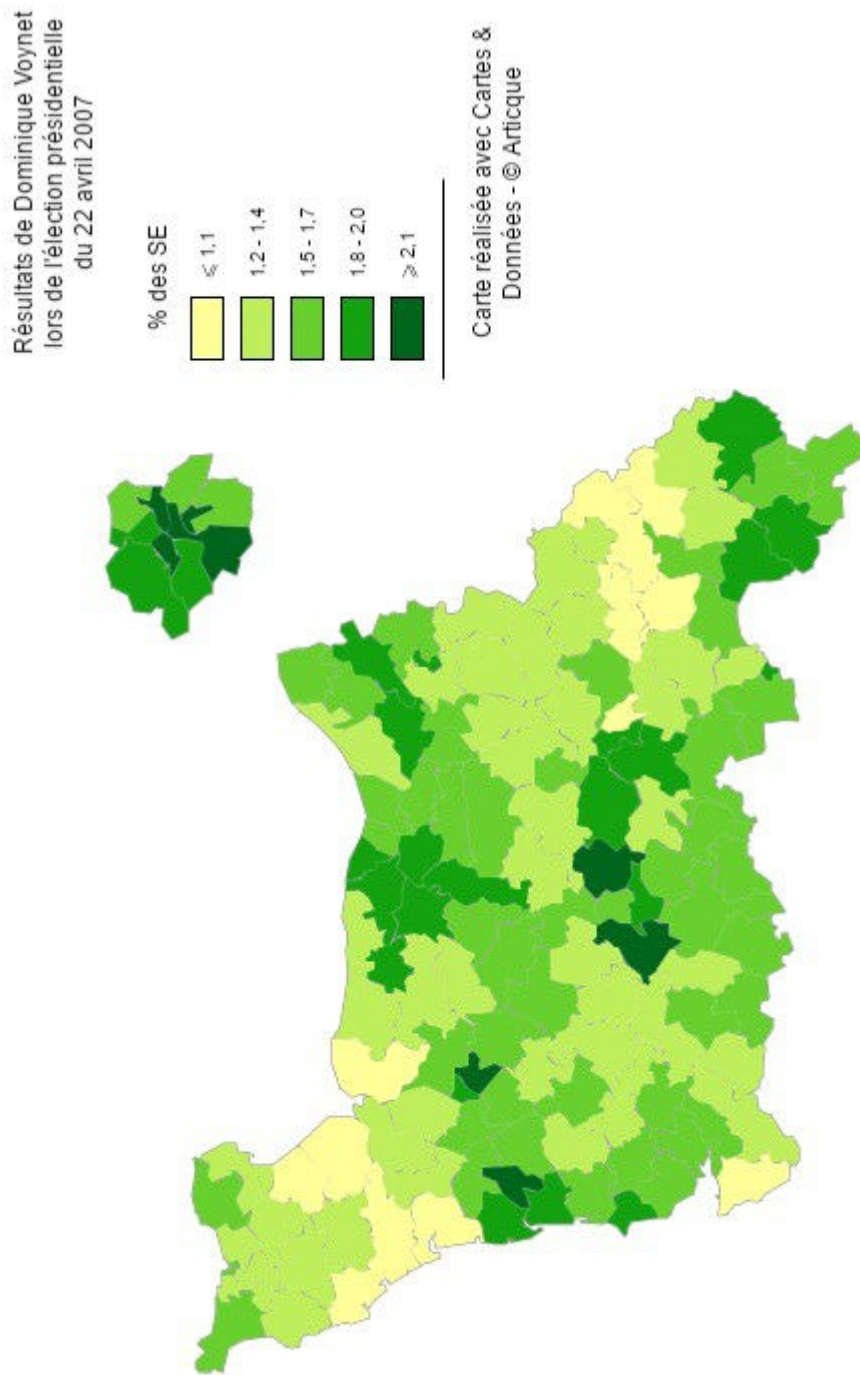 Résultats de Dominique Voynet
lors de l'élection présidentielle
du 22 avril 2007
% des SE
⩽ 1,1
1,2 - 1,4
1,5 - 1,7
1,8 - 2,0
⩾ 2,1
Carte réalisée avec Cartes &
Données - © Articque